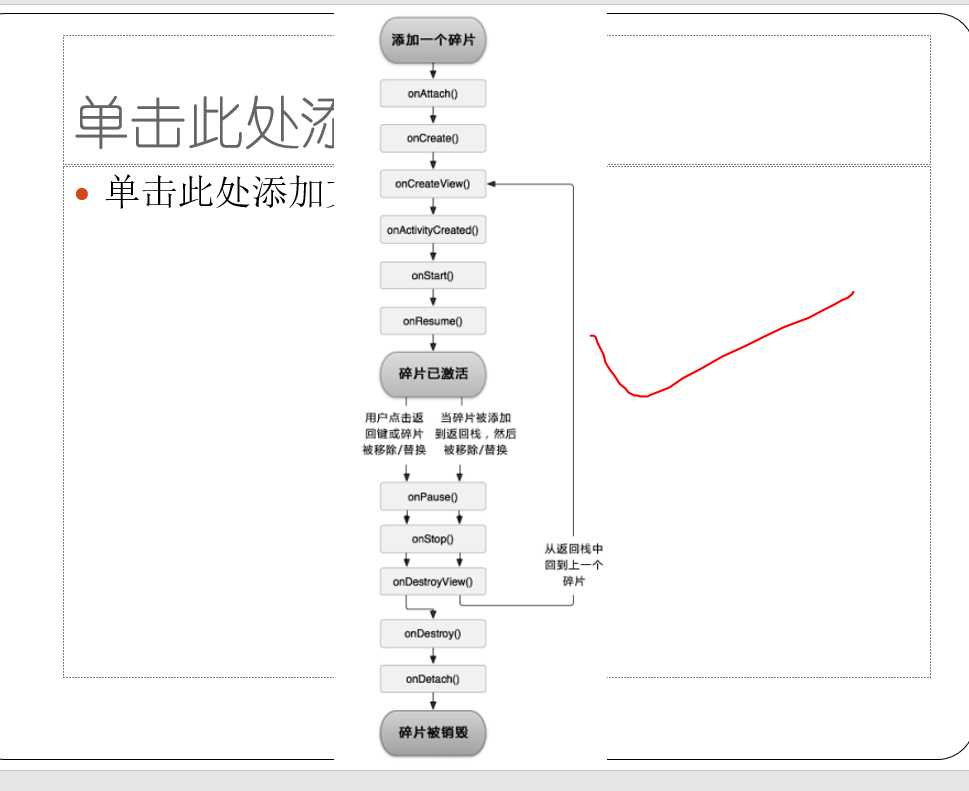 添加一个碎片
onAttach()
onCreate()
单击此处添
onCreateView()
单击此处添加
onActivityCreated()
onStart()
onResume()
碎片已激活
用户点击返
回键或碎片
被移除/替换
当碎片被添加
到返回栈，然后
被移除/替换
onPause()
onStop()
从返回栈中
回到上一个
碎片
onDestroyView()
onDestroy()
onDetach()
碎片被销毁